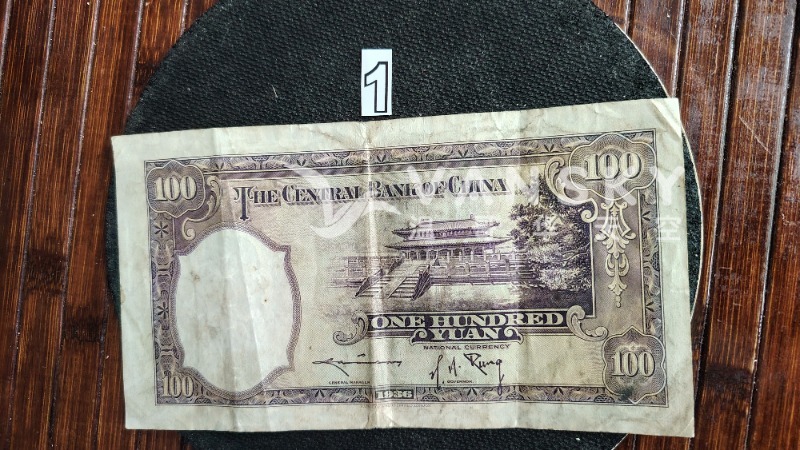 1
100
100
THE CENTRAL BANK OF CHINA
VANSKY
ONE HUNDRED
YUAN
NATIONAL CURRENCY
GENERAL MANAGER
GOVERNOR
100
1936
100